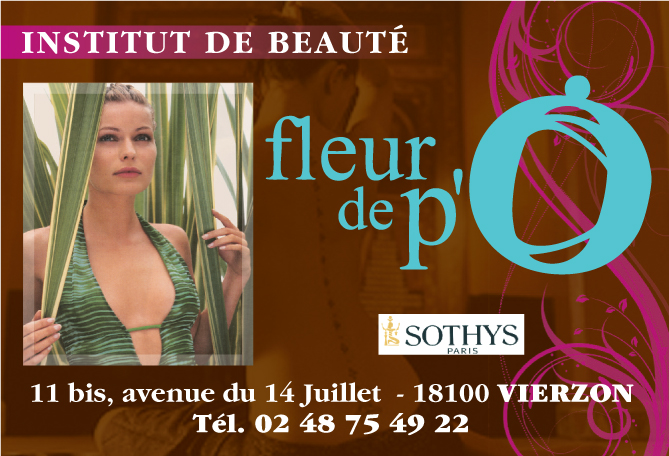 INSTITUT DE BEAUTÉ
fleur
de p'Ô
SOTHYS
PARIS
11 bis, avenue du 14 Juillet - 18100 VIERZON
Tél. 02 48 75 49 22